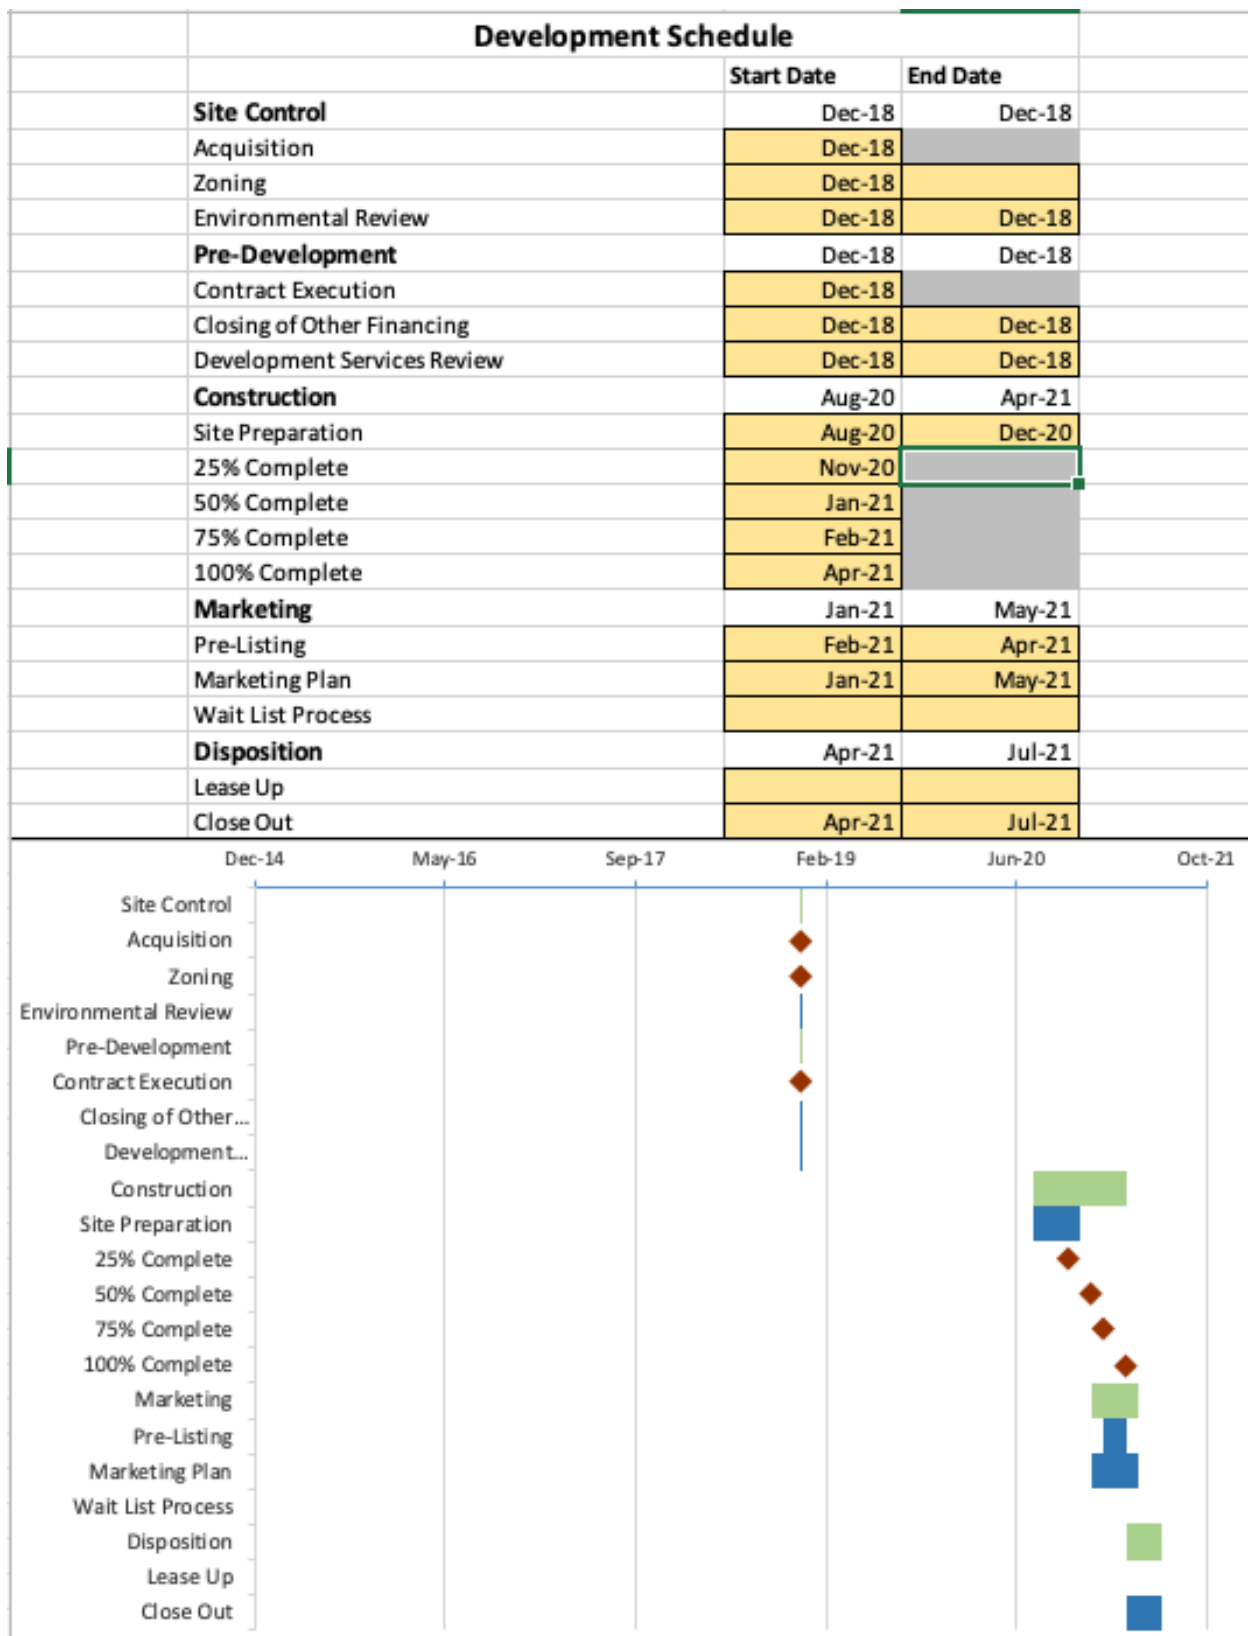 Development Schedule
Start Date End Date
Site Control Dec-18 Dec-18
Acquisition Dec-18
Zoning Dec-18
Environmental Review Dec-18 Dec-18
Pre-Development Dec-18 Dec-18
Contract Execution Dec-18
Closing of Other Financing Dec-18 Dec-18
Development Services Review Dec-18 Dec-18
Construction Aug-20 Apr-21
Site Preparation Aug-20 Dec-20
25% Complete Nov-20
50% Complete Jan-21
75% Complete Feb-21
100% Complete Apr-21
Marketing Jan-21 May-21
Pre-Listing Feb-21 Apr-21
Marketing Plan Jan-21 May-21
Wait List Process
Disposition Apr-21 Jul-21
Lease Up
Close Out Apr-21 Jul-21
Dec-14 May-16 Sep-17 Feb-19 Jun-20 Oct-21
Site Control
Acquisition
Zoning
Environmental Review
Pre-Development
Contract Execution
Closing of Other...
Development...
Construction
Site Preparation
25% Complete
50% Complete
75% Complete
100% Complete
Marketing
Pre-Listing
Marketing Plan
Wait List Process
Disposition
Lease Up
Close Out